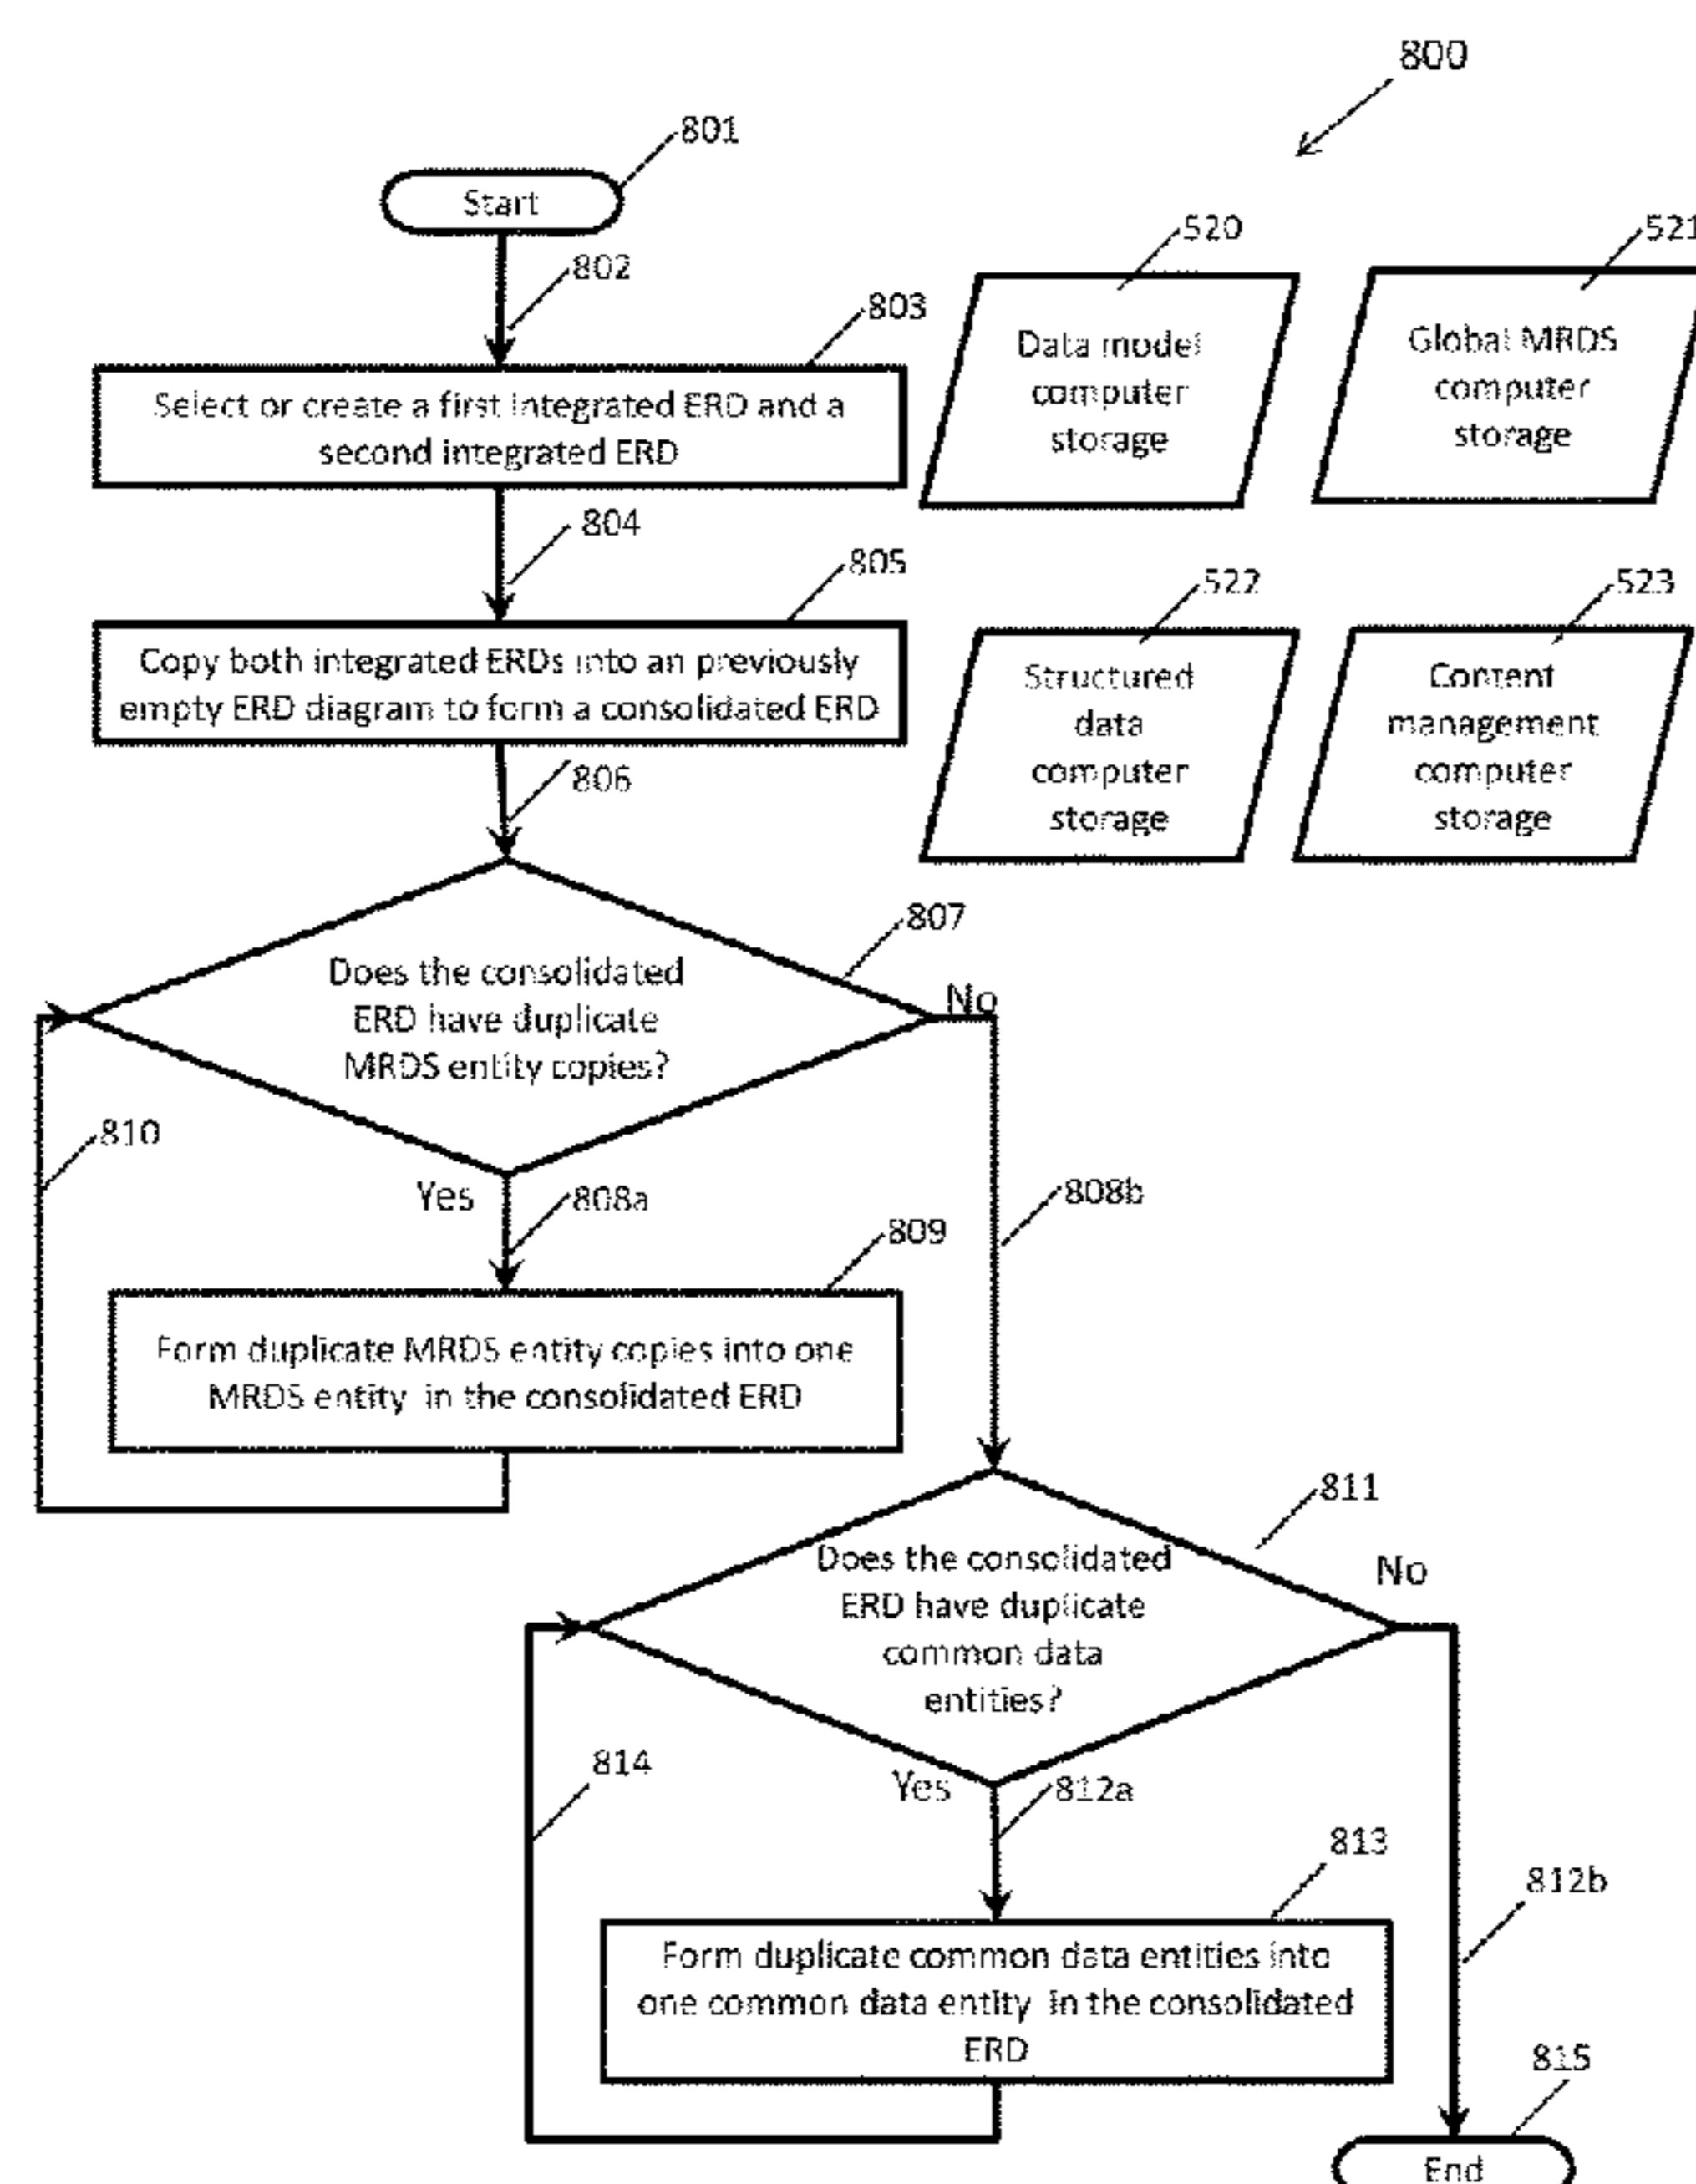 800
801
Start
802
803
Select or create a first integrated ERD and a
second integrated ERD
520
Data model
computer
storage
521
Global MRDS
computer
storage
804
805
Copy both integrated ERDs into an previously
empty ERD diagram to form a consolidated ERD
522
Structured
data
computer
storage
523
Content
management
computer
storage
806
807
Does the consolidated
ERD have duplicate
MRDS entity copies?
No
810
Yes
808a
808b
809
Form duplicate MRDS entity copies into one
MRDS entity in the consolidated ERD
811
Does the consolidated
ERD have duplicate
common data
entities?
No
814
Yes
812a
813
812b
Form duplicate common data entities into
one common data entity in the consolidated
ERD
815
End